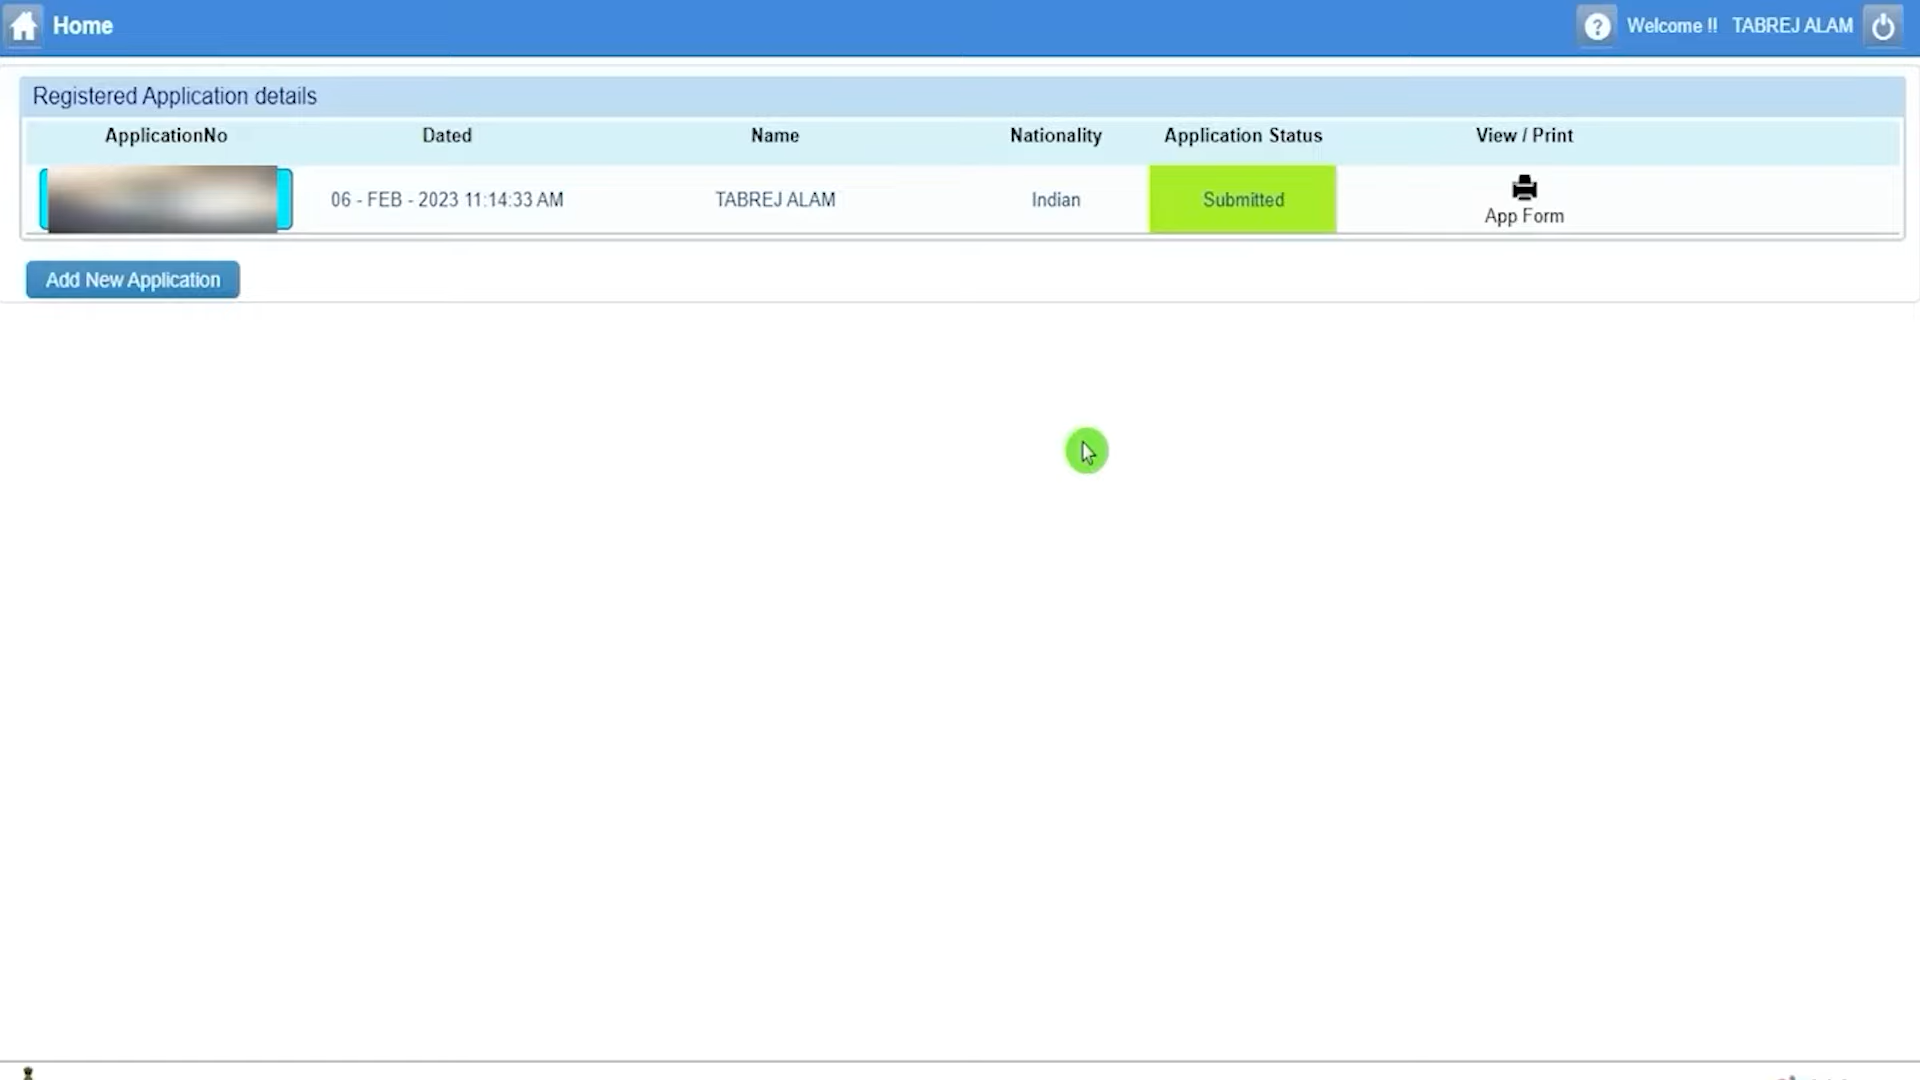 Home
? Welcome !! TABREJ ALAM
Registered Application details
ApplicationNo Dated Name Nationality Application Status View / Print
06 - FEB - 2023 11:14:33 AM TABREJ ALAM Indian Submitted App Form
Add New Application